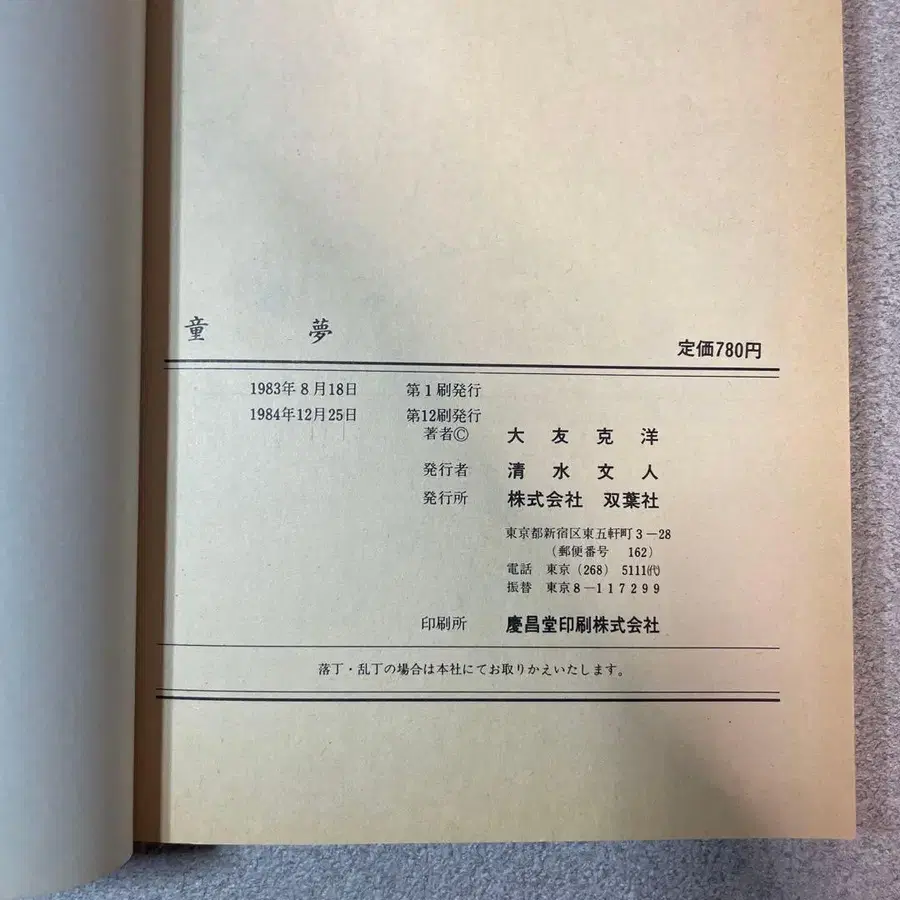 童 夢
定価780円
1983年8月18日 第1刷発行
1984年12月25日 第12刷発行
著者© 大友克洋
発行者 清水文人
発行所 株式会社 双葉社
東京都新宿区東五軒町3―28
(郵便番号 162)
電話 東京(268) 5111(代)
振替 東京8―117299
印刷所 慶昌堂印刷株式会社
落丁・乱丁の場合は本社にてお取りかえいたします。